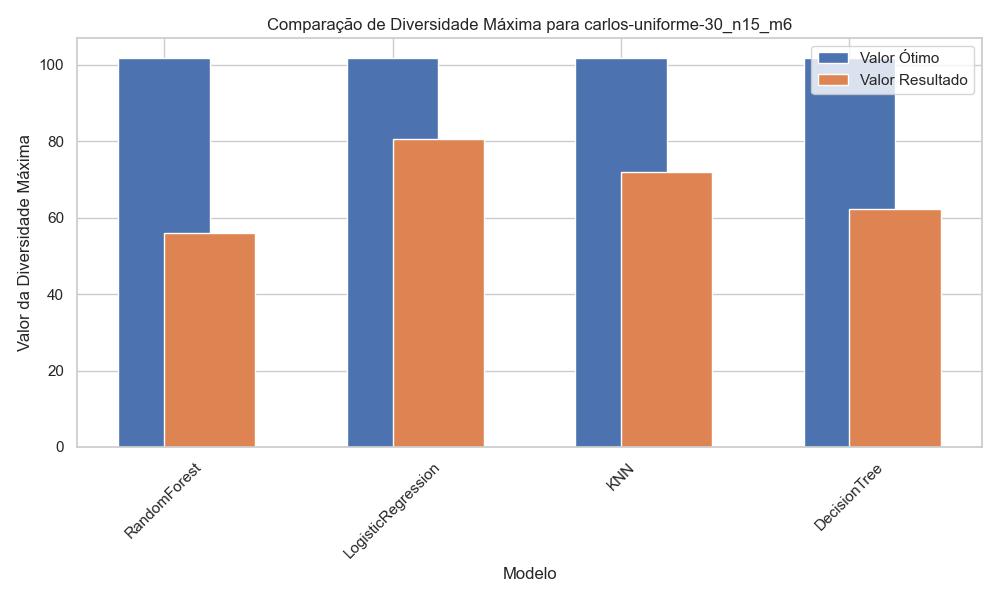 Comparação de Diversidade Máxima para carlos-uniforme-30_n15_m6
Valor Ótimo
Valor Resultado
Valor da Diversidade Máxima
100
80
60
40
20
0
RandomForest
LogisticRegression
KNN
DecisionTree
Modelo